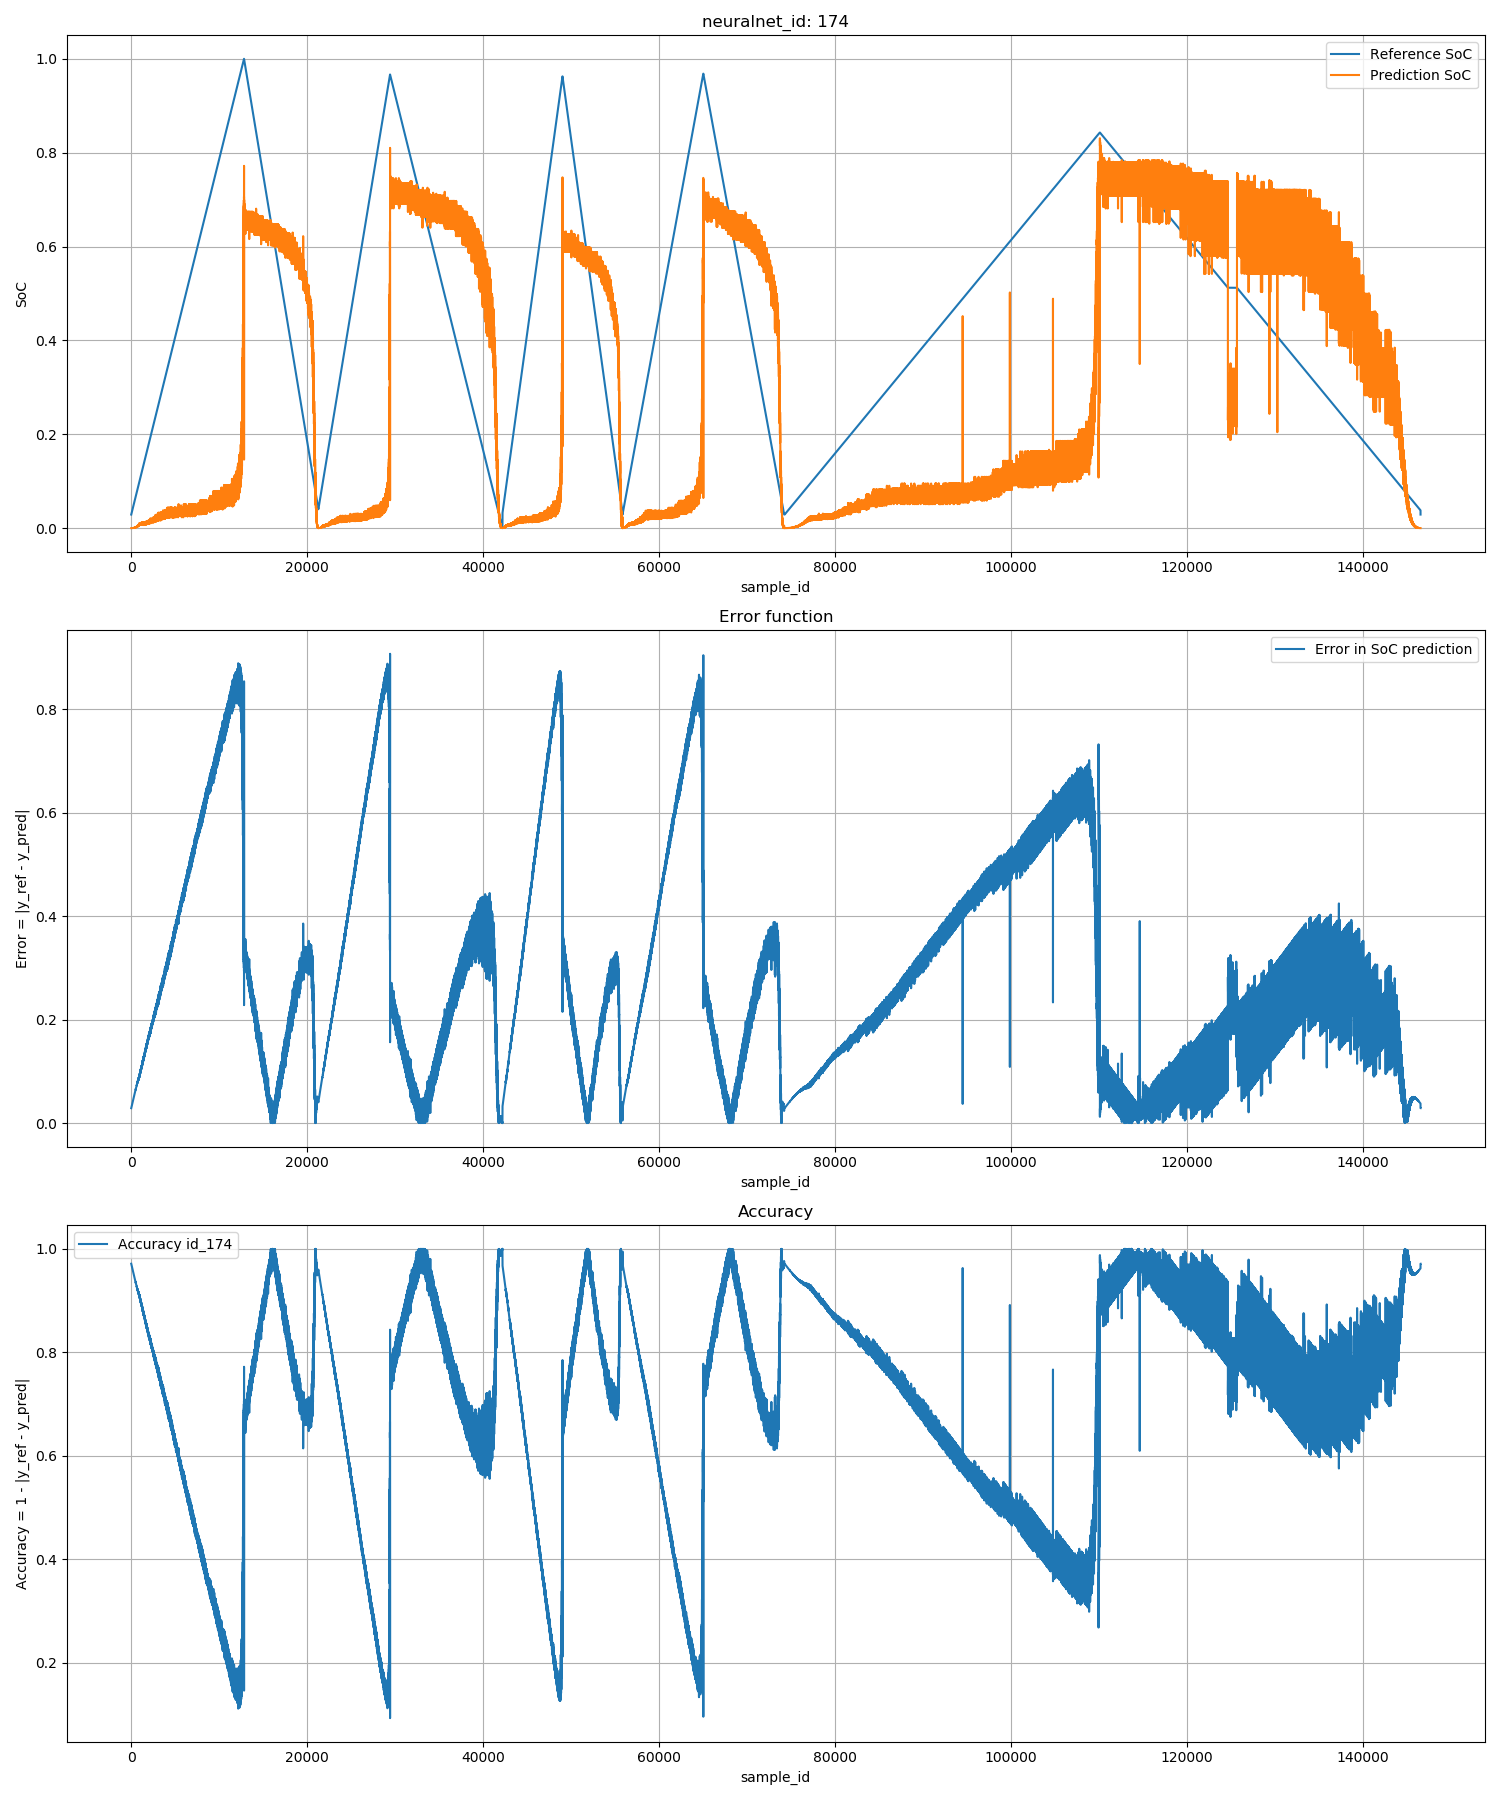 neuralnet_id: 174
Reference SoC
Prediction SoC
SoC
1.0
0.8
0.6
0.4
0.2
0.0
0 20000 40000 60000 80000 100000 120000 140000
sample_id
Error function
Error in SoC prediction
Error = |y_ref - y_pred|
0.8
0.6
0.4
0.2
0.0
0 20000 40000 60000 80000 100000 120000 140000
sample_id
Accuracy
Accuracy id_174
Accuracy = 1 - |y_ref - y_pred|
1.0
0.8
0.6
0.4
0.2
0 20000 40000 60000 80000 100000 120000 140000
sample_id